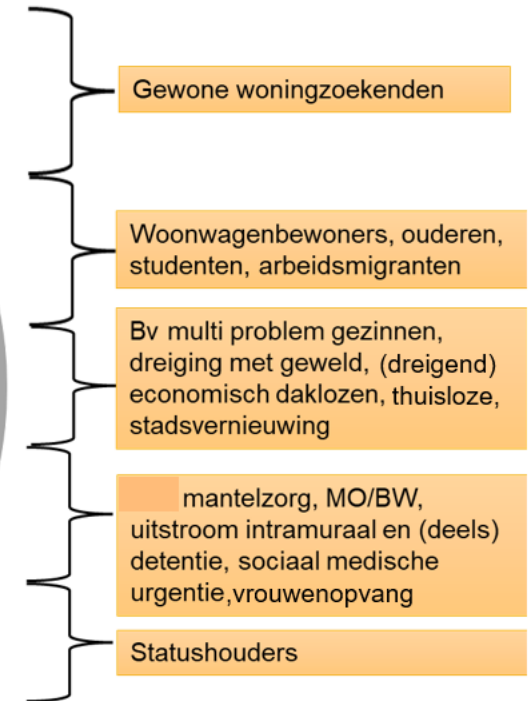 Gewone woningzoekenden
Woonwagenbewoners, ouderen,
studenten, arbeidsmigranten
Bv multi problem gezinnen,
dreiging met geweld, (dreigend)
economisch daklozen, thuisloze,
stadsvernieuwing
mantelzorg, MO/BW,
uitstroom intramuraal en (deels)
detentie, sociaal medische
urgentie,vrouwenopvang
Statushouders